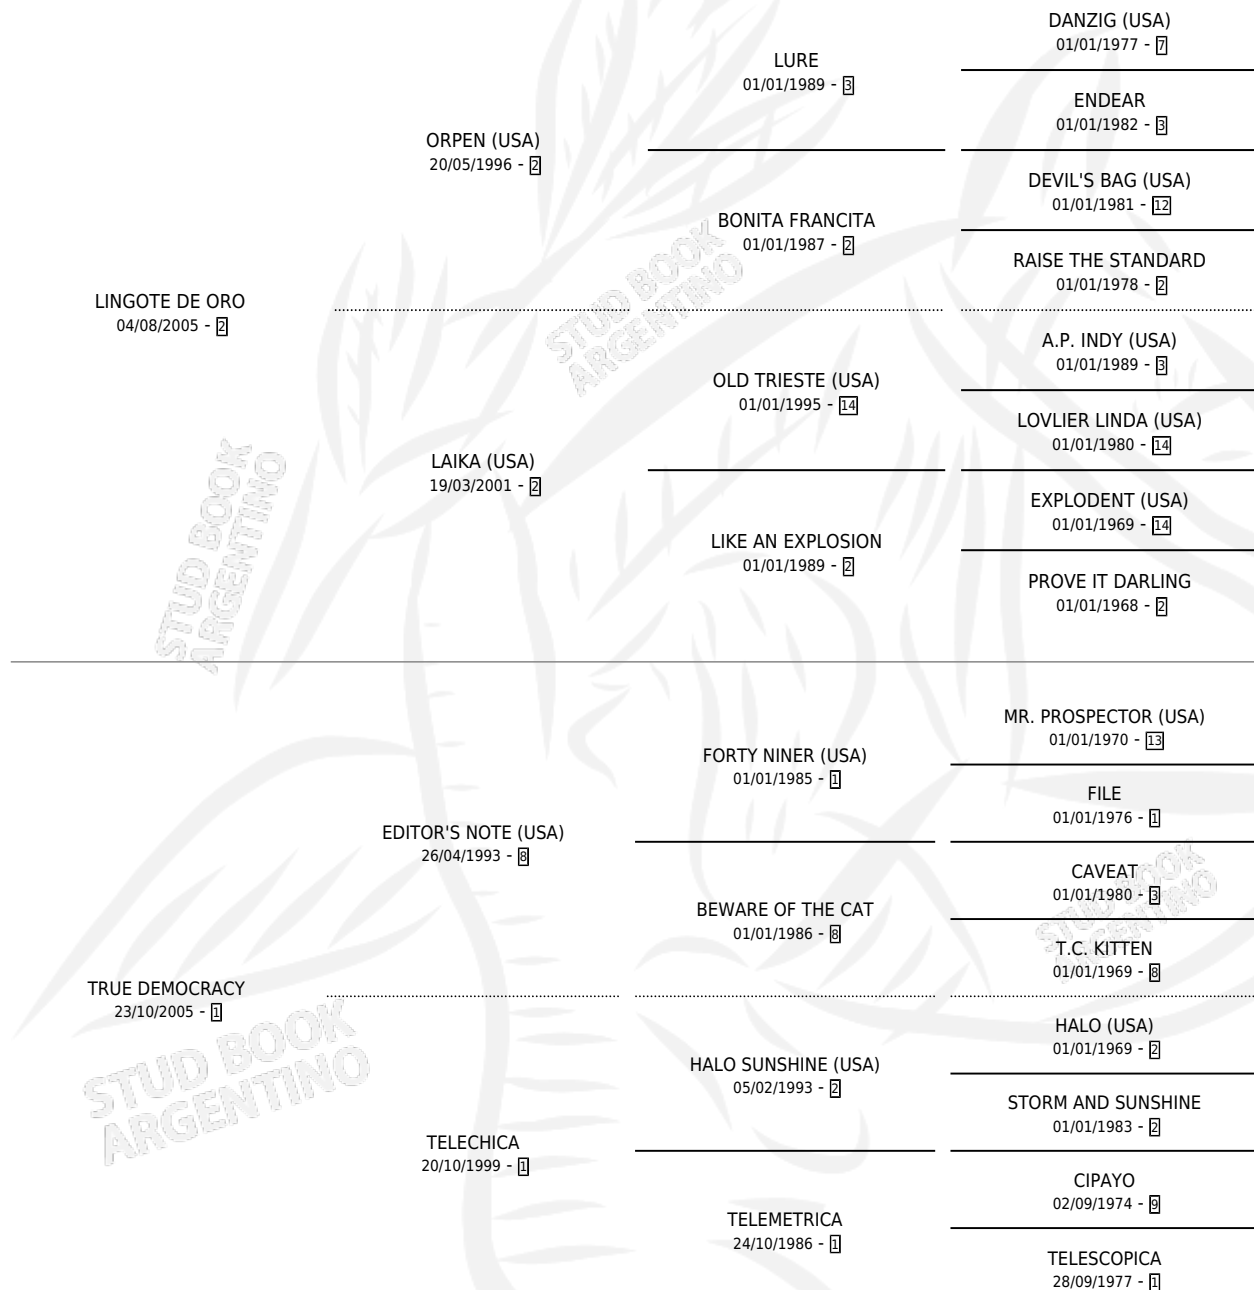 DANZIG (USA)
01/01/1977 - 7
LURE
01/01/1989 - 3
ENDEAR
01/01/1982 - 3
ORPEN (USA)
20/05/1996 - 2
DEVIL'S BAG (USA)
01/01/1981 - 12
BONITA FRANCITA
01/01/1987 - 2
RAISE THE STANDARD
01/01/1978 - 2
LINGOTE DE ORO
04/08/2005 - 2
STUD BOOK
ARGENTINO
A.P. INDY (USA)
01/01/1989 - 3
OLD TRIESTE (USA)
01/01/1995 - 14
LOVLIER LINDA (USA)
01/01/1980 - 14
LAIKA (USA)
19/03/2001 - 2
EXPLODENT (USA)
01/01/1969 - 14
LIKE AN EXPLOSION
01/01/1989 - 2
PROVE IT DARLING
01/01/1968 - 2
STUD BOOK
ARGENTINO
MR. PROSPECTOR (USA)
01/01/1970 - 13
FORTY NINER (USA)
01/01/1985 - 1
FILE
01/01/1976 - 1
EDITOR'S NOTE (USA)
26/04/1993 - 8
CAVEAT
01/01/1980 - 3
BEWARE OF THE CAT
01/01/1986 - 8
STUD BOOK
ARGENTINO
T.C. KITTEN
01/01/1969 - 8
TRUE DEMOCRACY
23/10/2005 - 1
STUD BOOK
ARGENTINO
HALO (USA)
01/01/1969 - 2
HALO SUNSHINE (USA)
05/02/1993 - 2
STORM AND SUNSHINE
01/01/1983 - 2
TELECHICA
20/10/1999 - 1
CIPAYO
02/09/1974 - 9
TELEMETRICA
24/10/1986 - 1
TELESCOPICA
28/09/1977 - 1